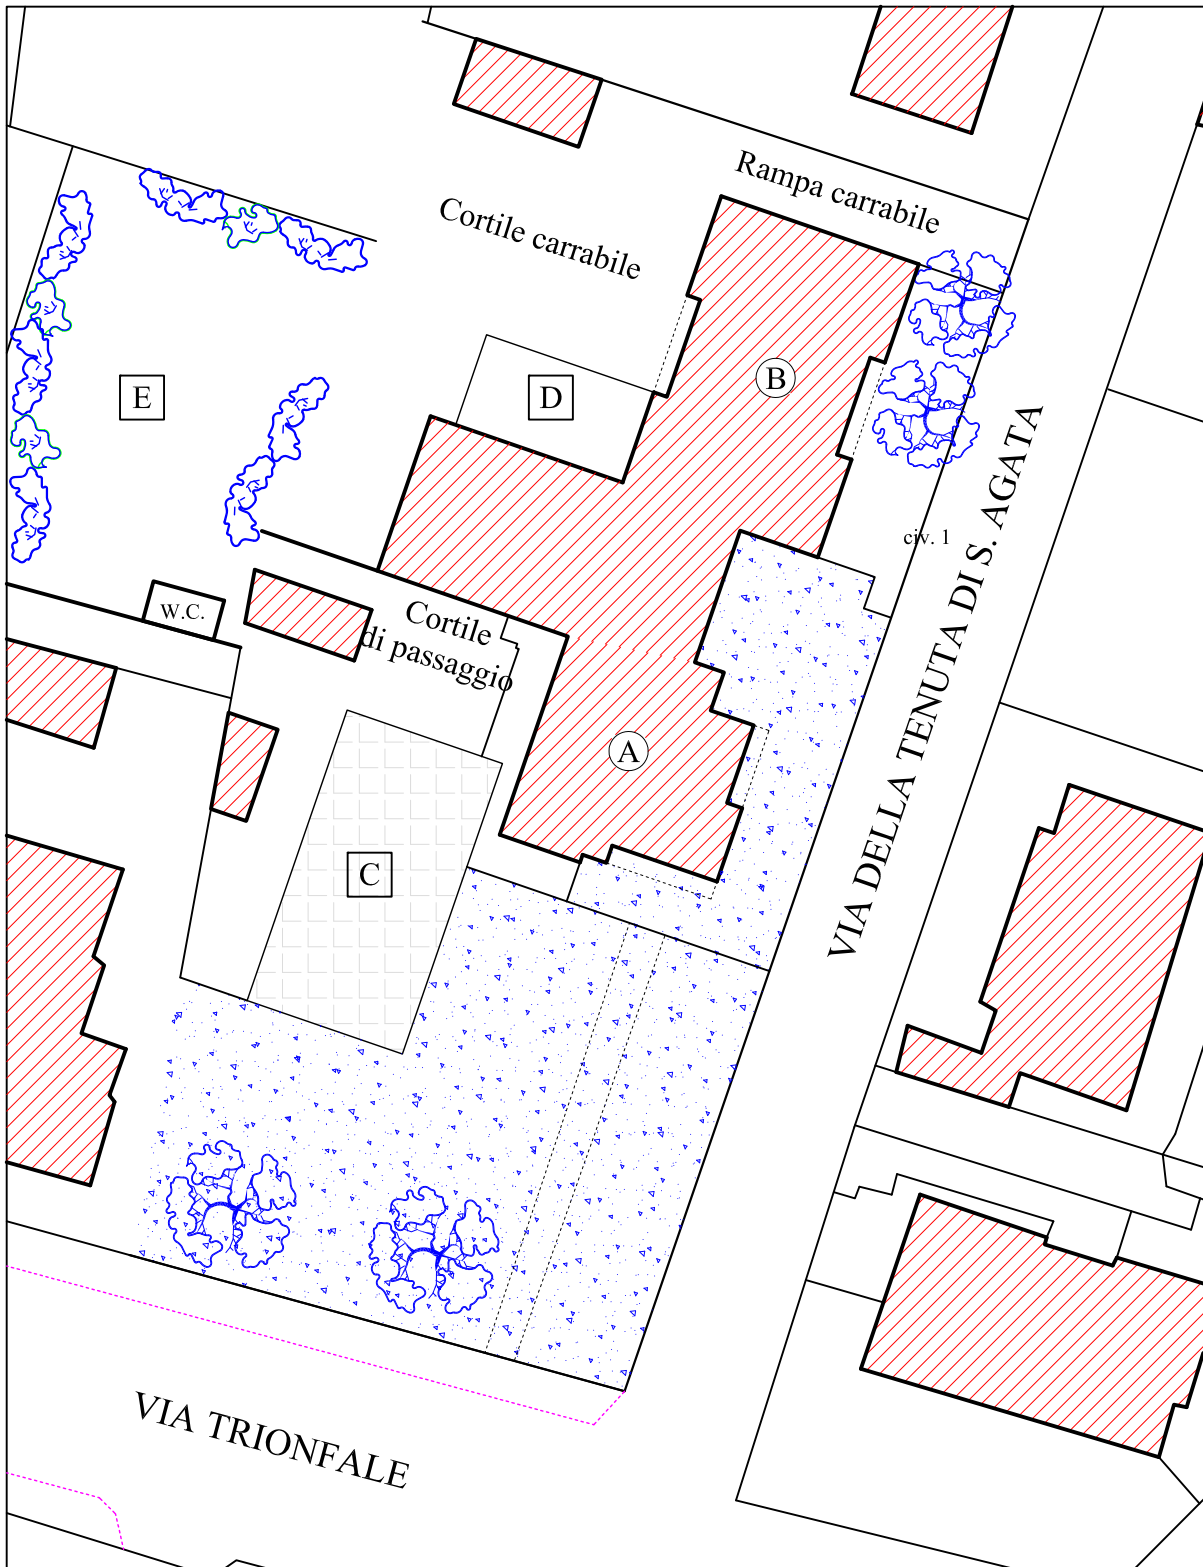 Rampa carrabile
Cortile carrabile
B
D
E
VIA DELLA TENUTA DI S. AGATA
civ. 1
W.C.
Cortile
di passaggio
A
C
VIA TRIONFALE